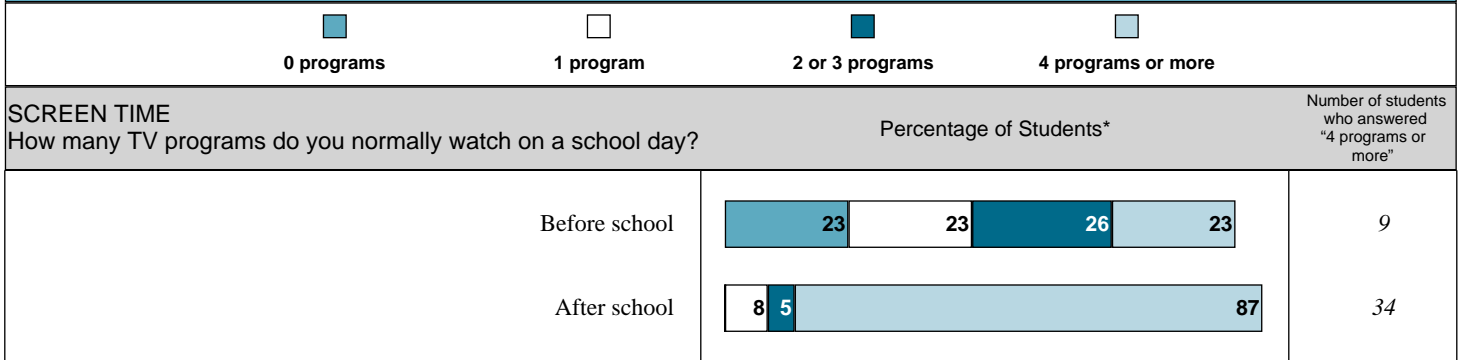 0 programs 1 program 2 or 3 programs 4 programs or more
SCREEN TIME
How many TV programs do you normally watch on a school day?
Percentage of Students*
Number of students
who answered
“4 programs or
more”
Before school 23 23 26 23 9
After school 8 5 87 34